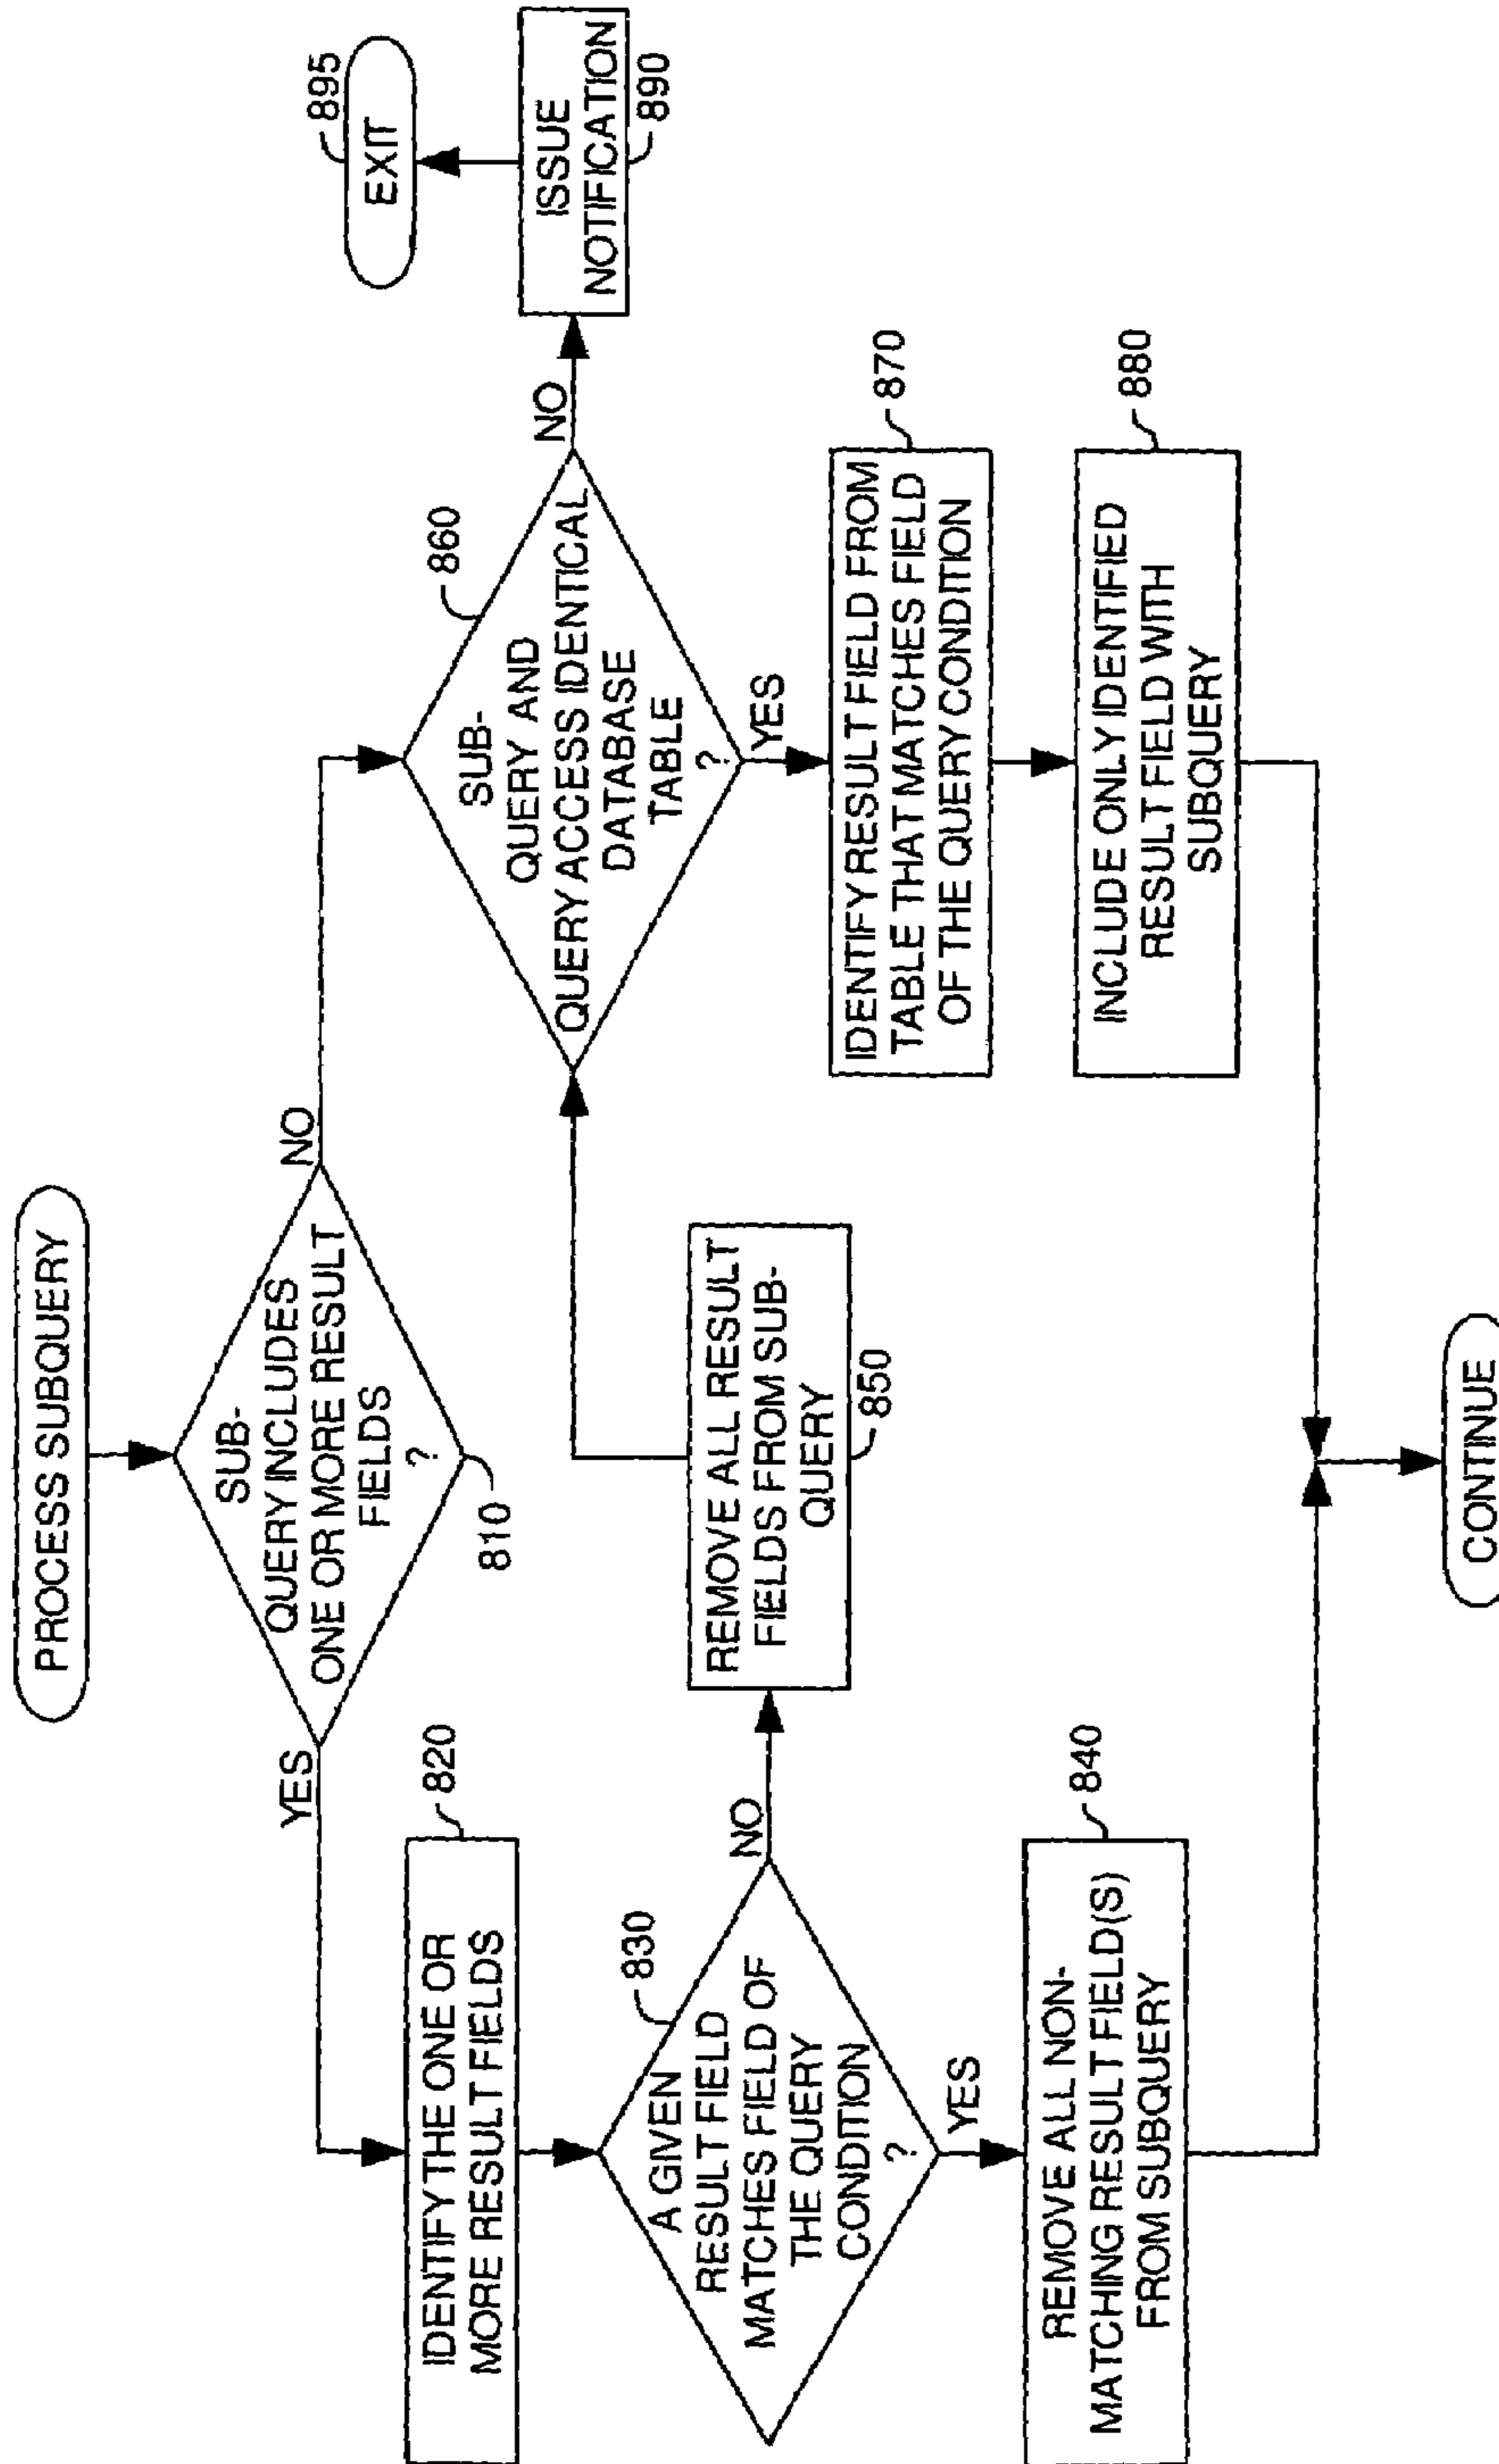 PROCESS SUBQUERY
SUB-
QUERY INCLUDES
ONE OR MORE RESULT
FIELDS
?
810
YES
NO
IDENTIFY THE ONE OR
MORE RESULT FIELDS
820
A GIVEN
RESULT FIELD
MATCHES FIELD OF
THE QUERY
CONDITION
?
830
NO
YES
REMOVE ALL NON-
MATCHING RESULT FIELD(S)
FROM SUBQUERY
840
REMOVE ALL RESULT
FIELDS FROM SUB-
QUERY
850
SUB-
QUERY AND
QUERY ACCESS IDENTICAL
DATABASE
TABLE
?
860
NO
YES
IDENTIFY RESULT FIELD FROM
TABLE THAT MATCHES FIELD
OF THE QUERY CONDITION
870
INCLUDE ONLY IDENTIFIED
RESULT FIELD WITH
SUBQUERY
880
ISSUE
NOTIFICATION
890
EXIT
895
CONTINUE